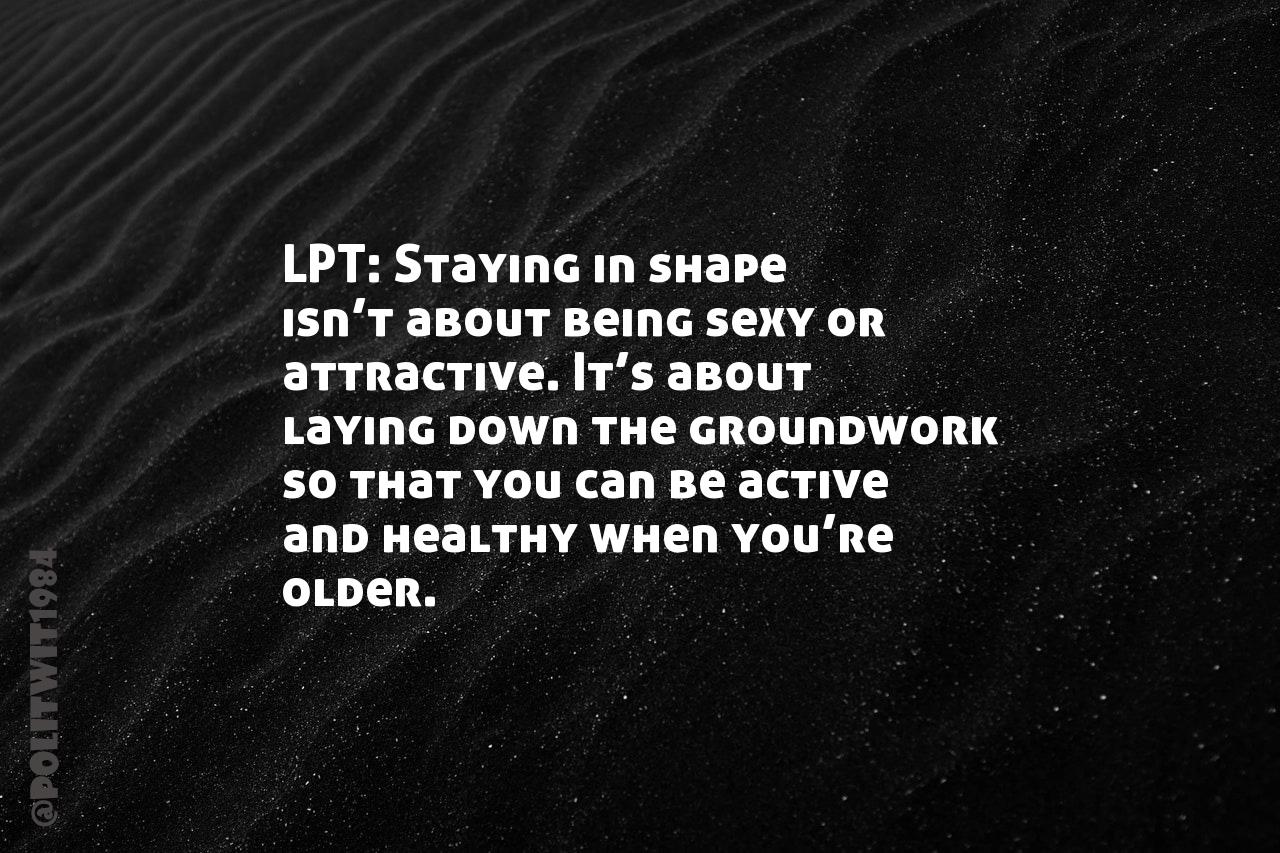 LPT: Staying in shape
isn't about being sexy or
attractive. It's about
laying down the groundwork
so that you can be active
and healthy when you're
older.
@politwit1984